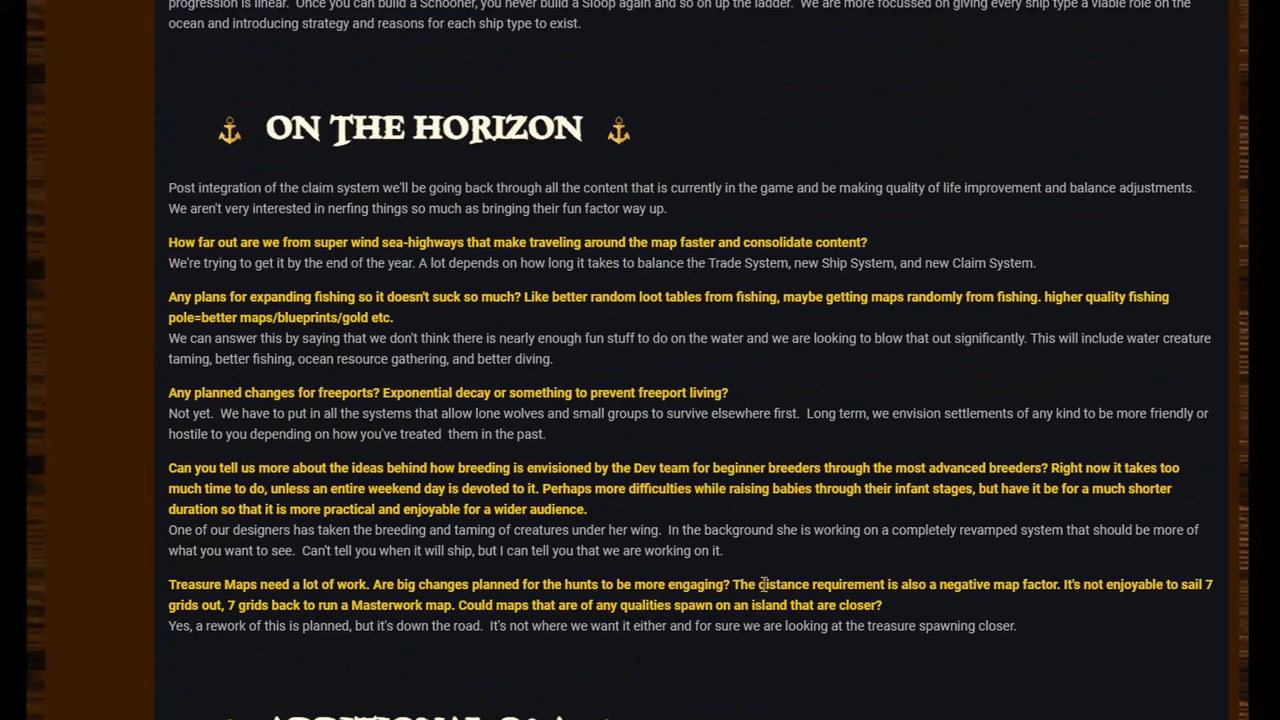 progression is linear.  Once you can build a Schooner, you never build a Sloop again and so on up the ladder.  We are more focussed on giving every ship type a viable role on the
ocean and introducing strategy and reasons for each ship type to exist.
ON THE HORIZON
Post integration of the claim system we'll be going back through all the content that is currently in the game and be making quality of life improvement and balance adjustments.
We aren't very interested in nerfing things so much as bringing their fun factor way up.
How far out are we from super wind sea-highways that make traveling around the map faster and consolidate content?
We're trying to get it by the end of the year. A lot depends on how long it takes to balance the Trade System, new Ship System, and new Claim System.
Any plans for expanding fishing so it doesn't suck so much? Like better random loot tables from fishing, maybe getting maps randomly from fishing. higher quality fishing
pole=better maps/blueprints/gold etc.
We can answer this by saying that we don't think there is nearly enough fun stuff to do on the water and we are looking to blow that out significantly. This will include water creature
taming, better fishing, ocean resource gathering, and better diving.
Any planned changes for freeports? Exponential decay or something to prevent freeport living?
Not yet.  We have to put in all the systems that allow lone wolves and small groups to survive elsewhere first.  Long term, we envision settlements of any kind to be more friendly or
hostile to you depending on how you've treated  them in the past.
Can you tell us more about the ideas behind how breeding is envisioned by the Dev team for beginner breeders through the most advanced breeders? Right now it takes too
much time to do, unless an entire weekend day is devoted to it. Perhaps more difficulties while raising babies through their infant stages, but have it be for a much shorter
duration so that it is more practical and enjoyable for a wider audience.
One of our designers has taken the breeding and taming of creatures under her wing.  In the background she is working on a completely revamped system that should be more of
what you want to see.  Can't tell you when it will ship, but I can tell you that we are working on it.
Treasure Maps need a lot of work. Are big changes planned for the hunts to be more engaging? The distance requirement is also a negative map factor. It's not enjoyable to sail 7
grids out, 7 grids back to run a Masterwork map. Could maps that are of any qualities spawn on an island that are closer?
Yes, a rework of this is planned, but it's down the road.  It's not where we want it either and for sure we are looking at the treasure spawning closer.
ADDITIONAL